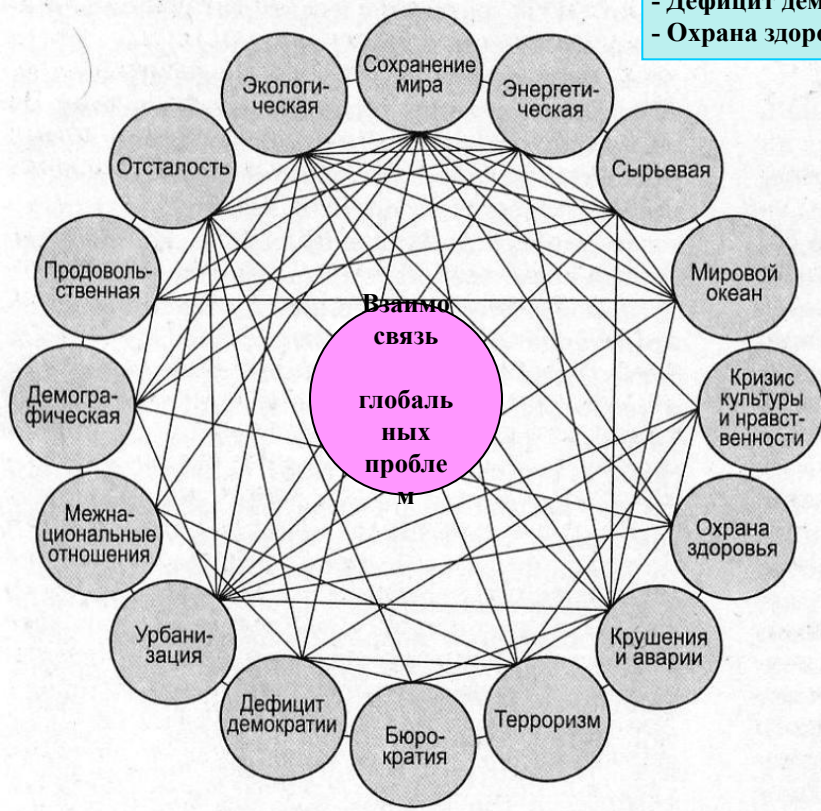 - Дефицит
- Охрана
Сохранение
мира
Энергети-
ческая
Сырьевая
Мировой
океан
Кризис
культуры
и нравст-
венности
Охрана
здоровья
Крушения
и аварии
Терроризм
Бюро-
кратия
Дефицит
демократии
Урбани-
зация
Межна-
циональные
отношения
Демогра-
фическая
Продоволь-
ственная
Отсталость
Экологи-
ческая
Взаимо
связь
глобаль
ных
пробле
м